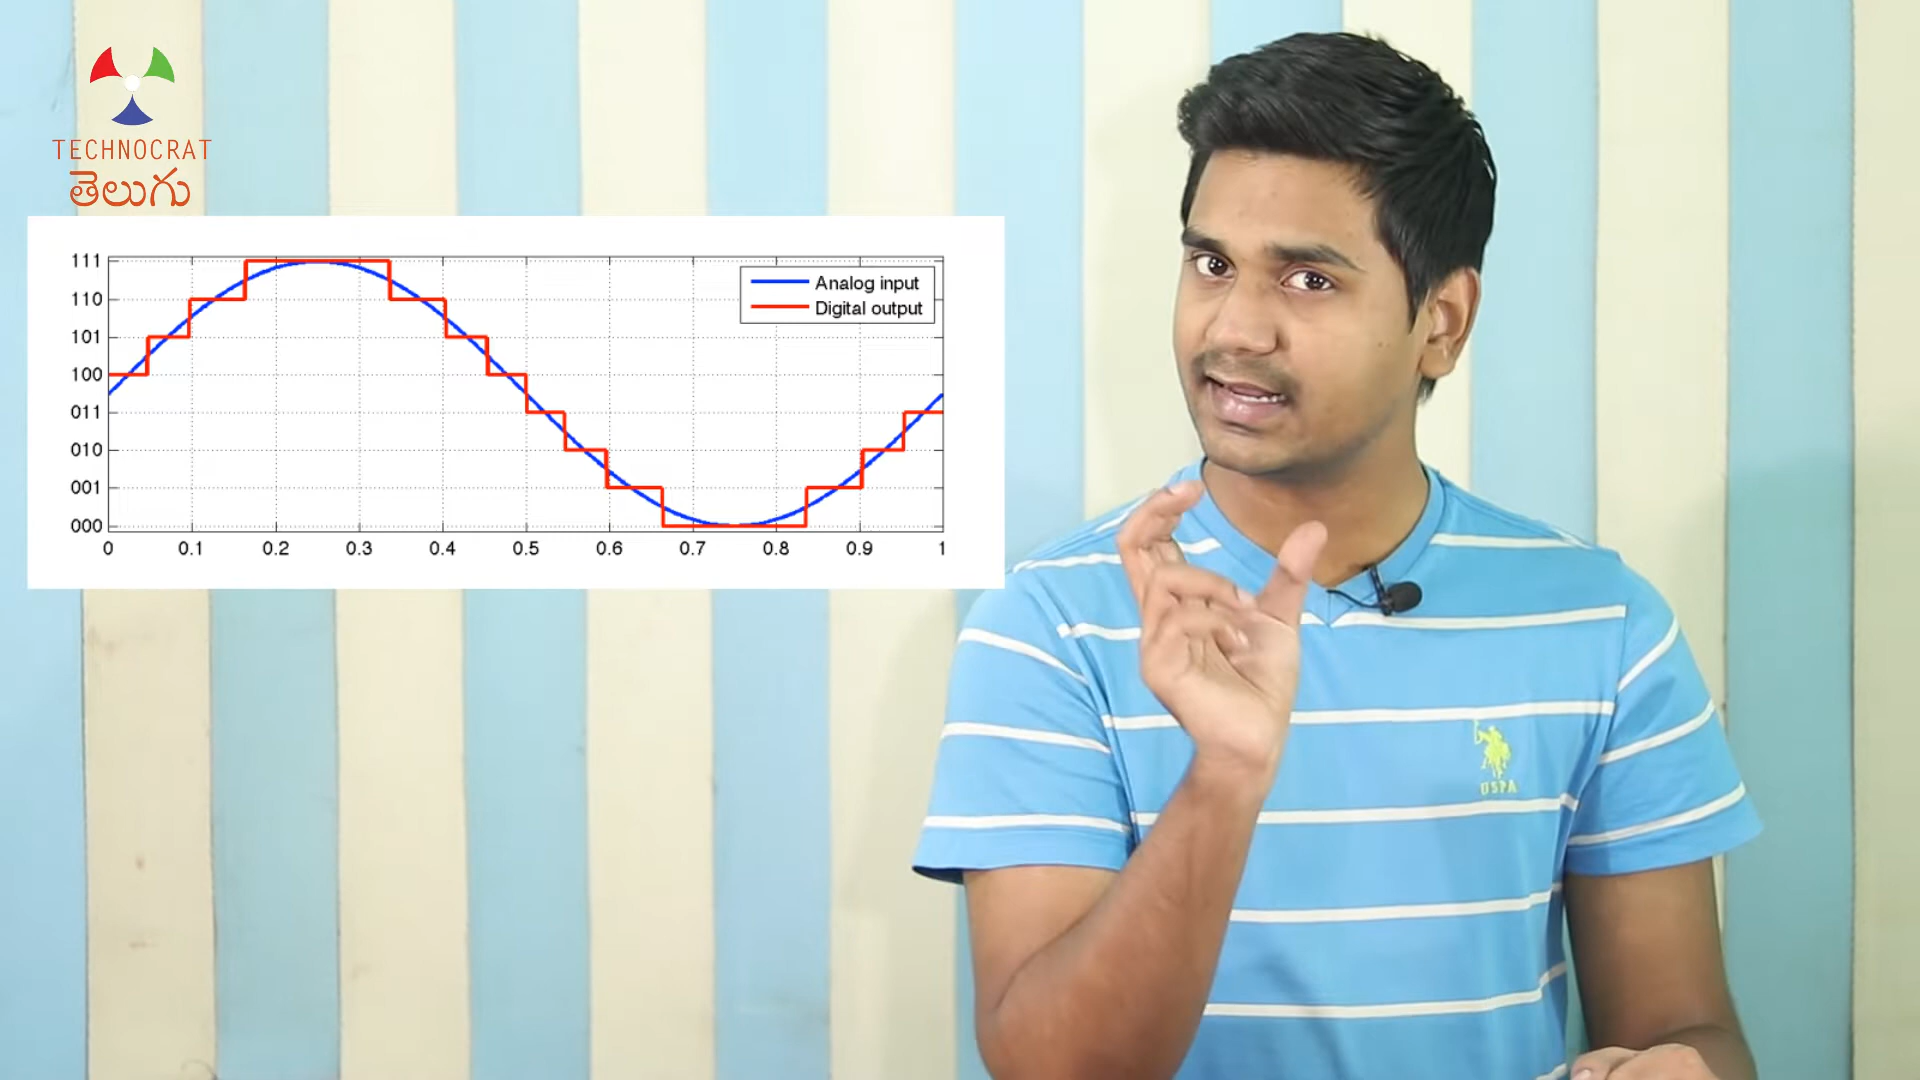 TECHNOCRAT
తెలుగు
111
110
101
100
011
010
001
000
0 0.1 0.2 0.3 0.4 0.5 0.6 0.7 0.8 0.9 1
Analog input
Digital output
USPA